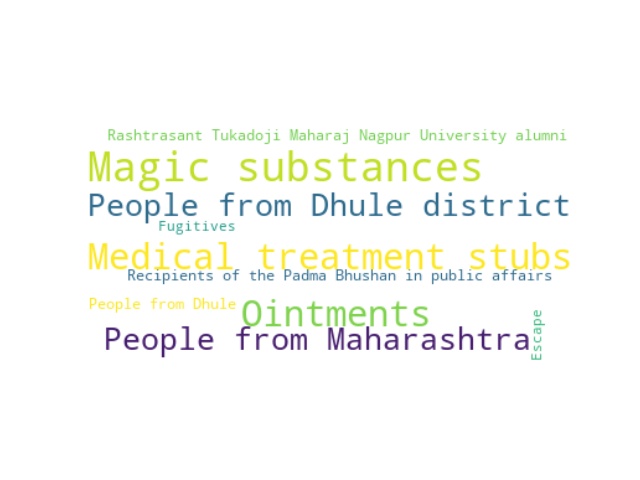 Rashtrasant Tukadoji Maharaj Nagpur University alumni
Magic substances
People from Dhule district
Fugitives
Medical treatment stubs
Recipients of the Padma Bhushan in public affairs
People from Dhule
Ointments
People from Maharashtra
Escape